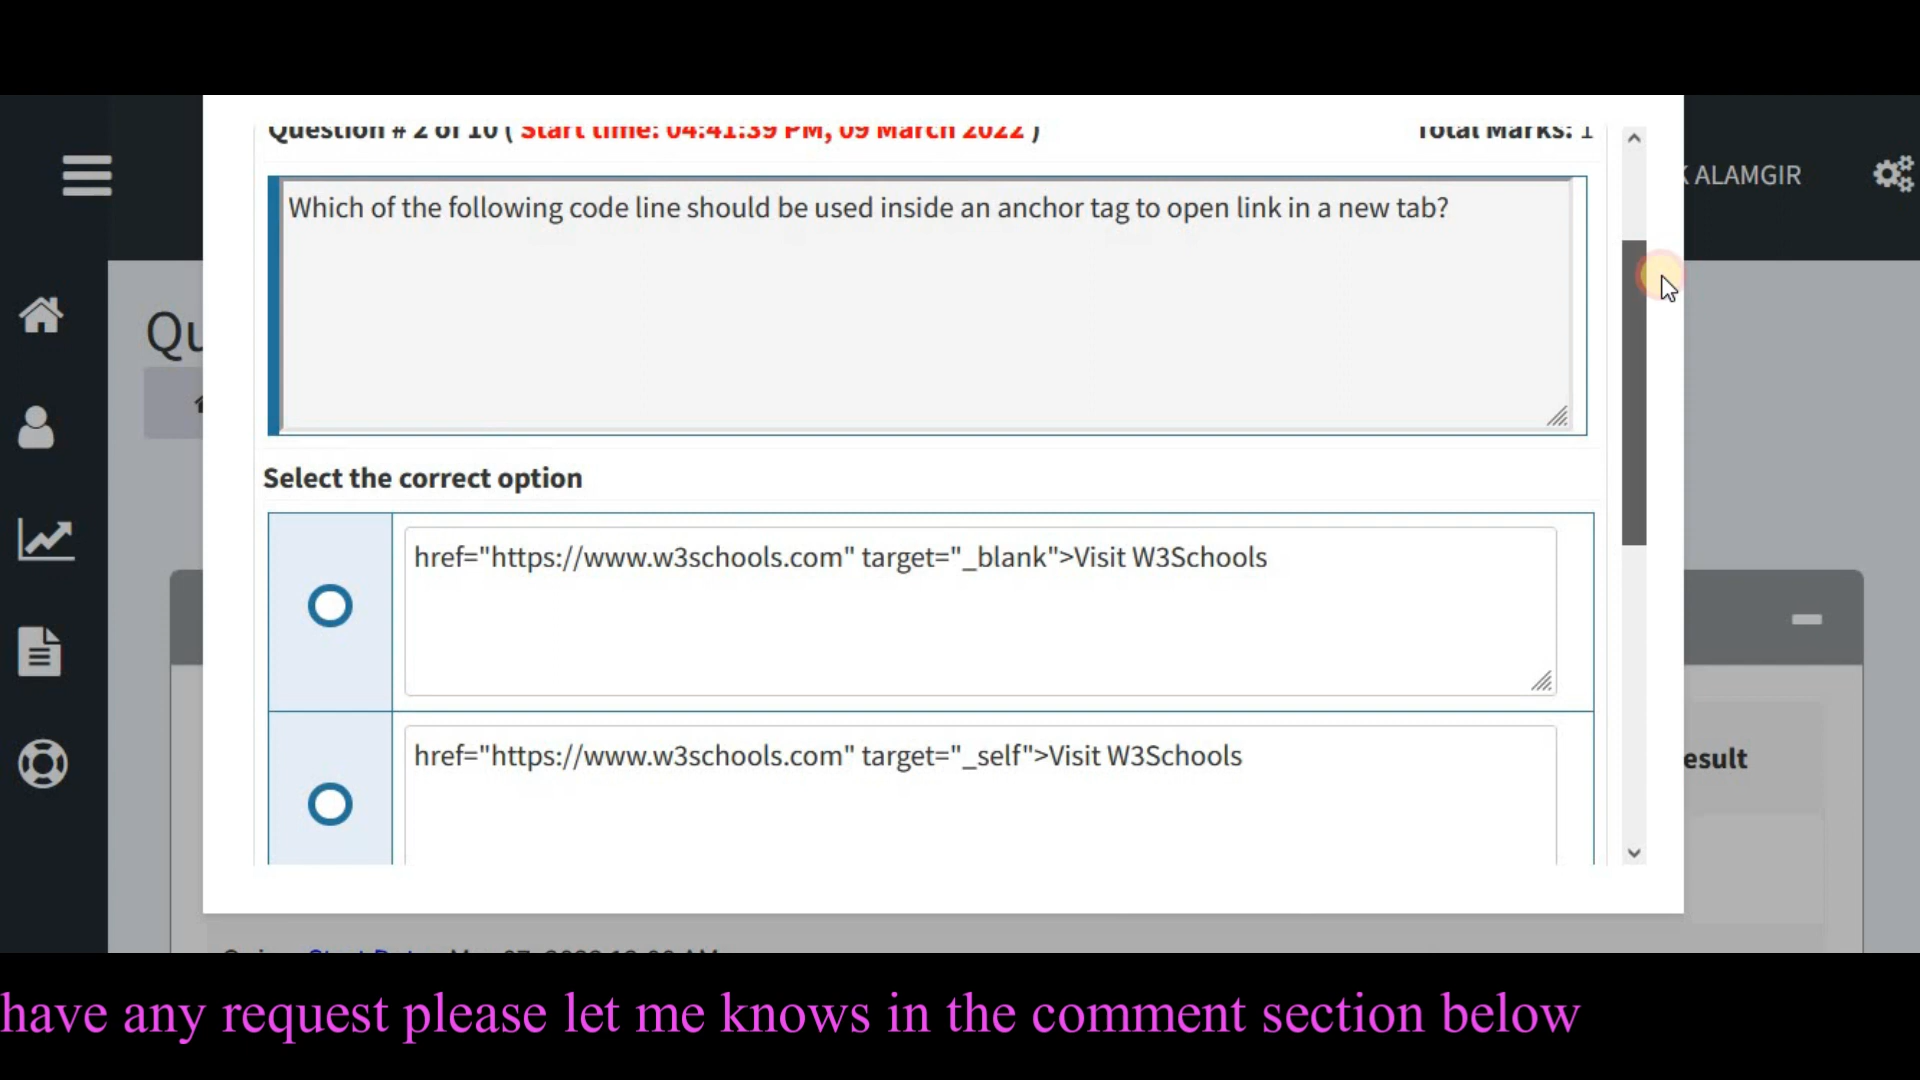 Question # 2 of 10 ( Start time: 04:41:39 PM, 09 March 2022 )
Total Marks: 1
K ALAMGIR
Which of the following code line should be used inside an anchor tag to open link in a new tab?
Qu
Select the correct option
href="https://www.w3schools.com" target="_blank">Visit W3Schools
href="https://www.w3schools.com" target="_self">Visit W3Schools
esult
have any request please let me knows in the comment section below